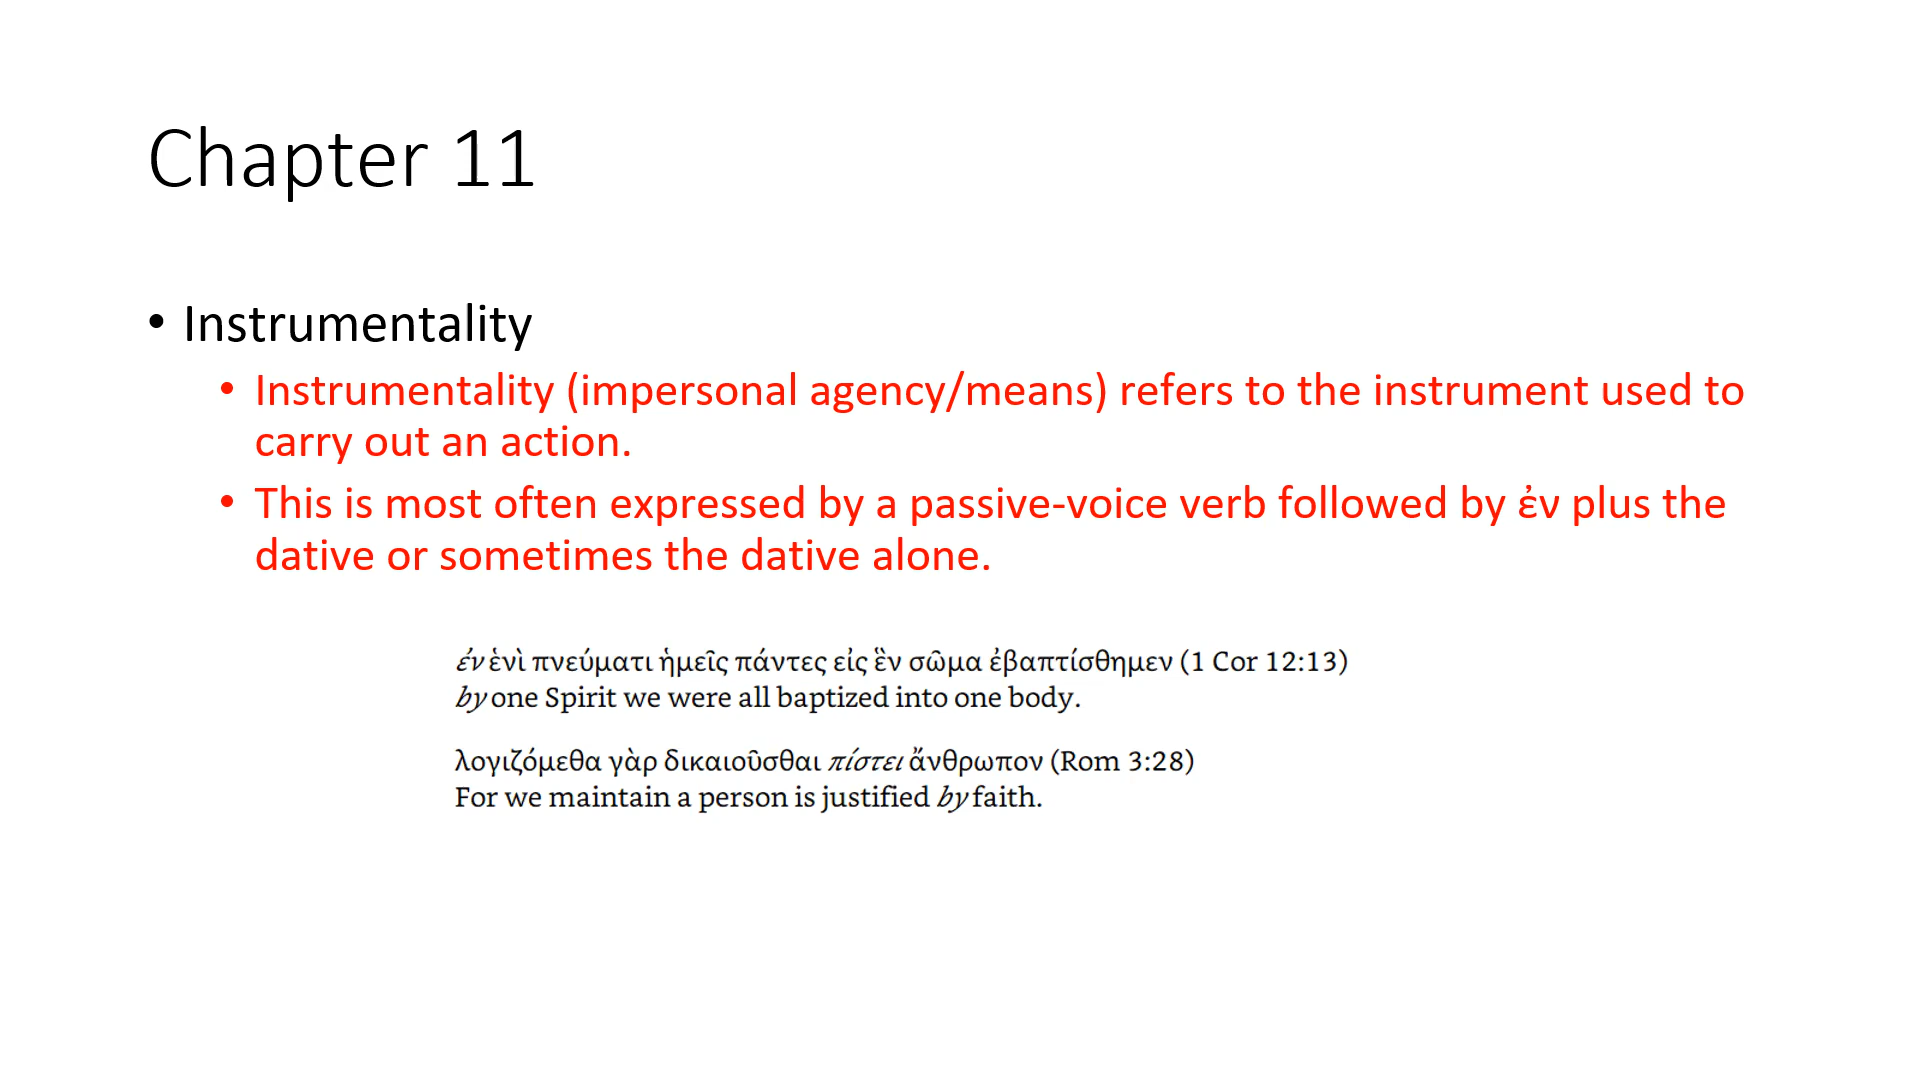 Chapter 11
• Instrumentality
• Instrumentality (impersonal agency/means) refers to the instrument used to
carry out an action.
• This is most often expressed by a passive-voice verb followed by ἐν plus the
dative or sometimes the dative alone.
ἐν ἑνὶ πνεύματι ἡμεῖς πάντες εἰς ἓν σῶμα ἐβαπτίσθημεν (1 Cor 12:13)
by one Spirit we were all baptized into one body.
λογιζόμεθα γὰρ δικαιοῦσθαι πίστει ἄνθρωπον (Rom 3:28)
For we maintain a person is justified by faith.